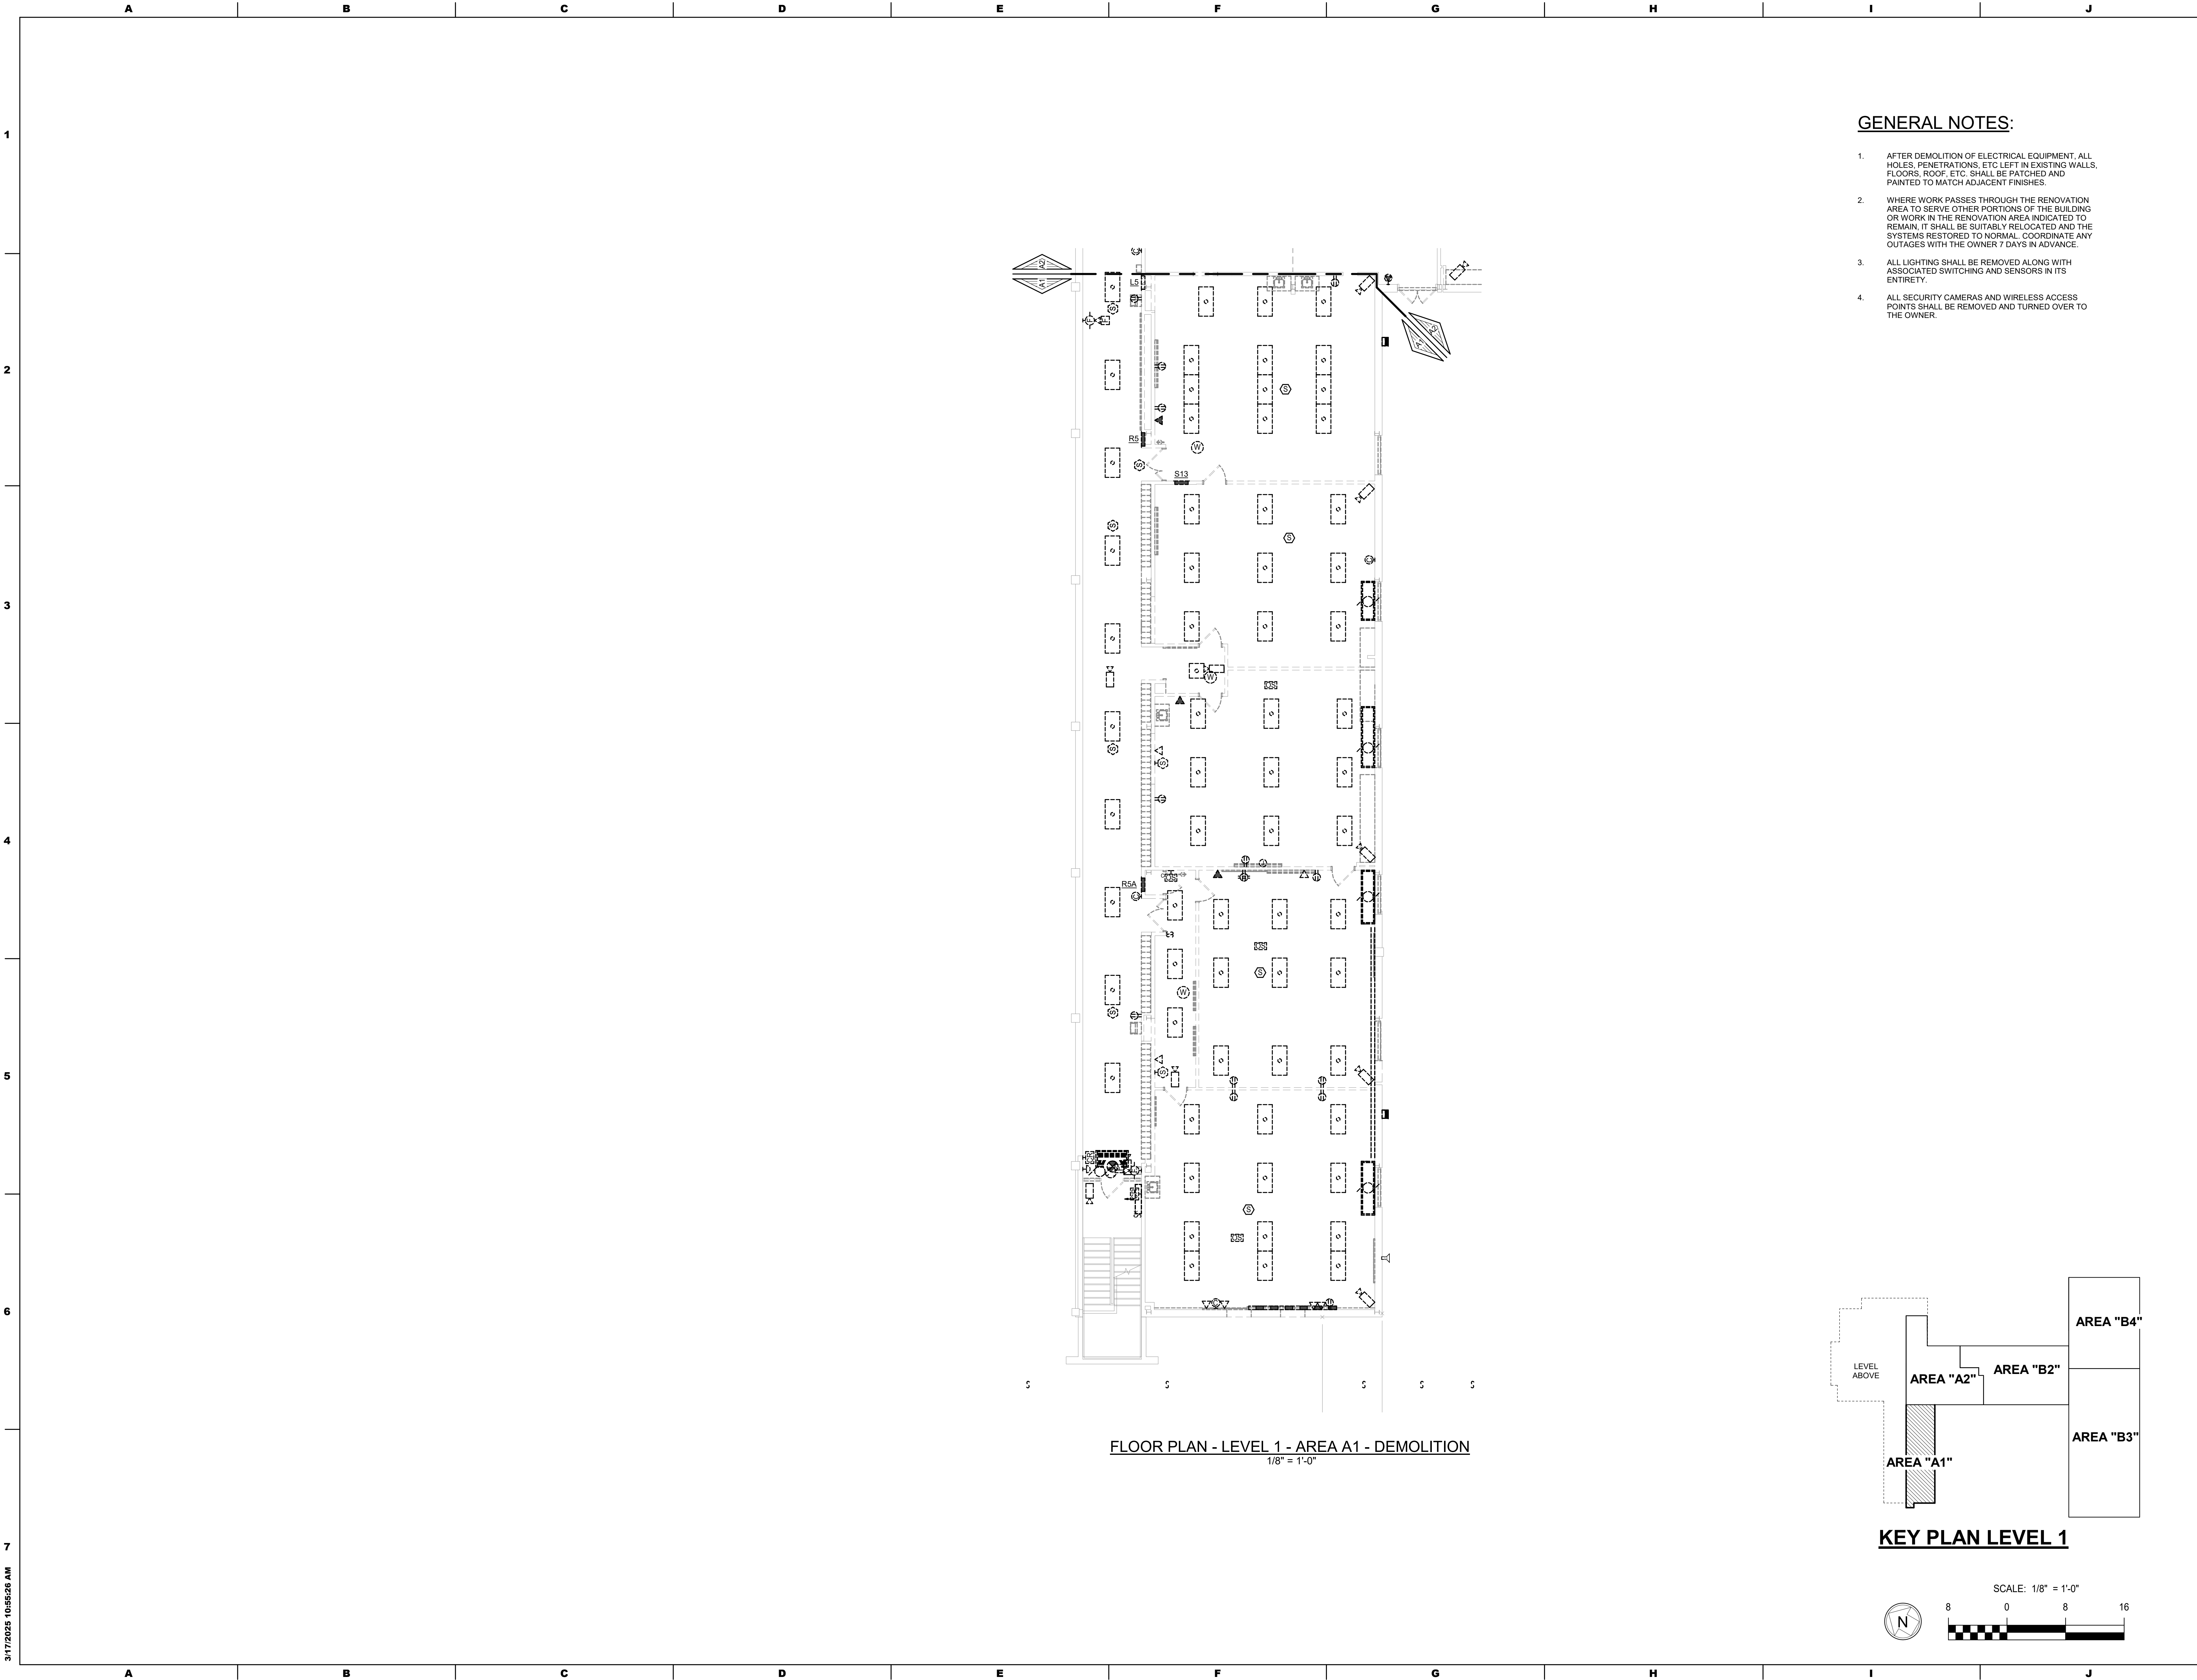 A B C D E F G H I J
1
2
3
4
5
6
7
GENERAL NOTES:
1. AFTER DEMOLITION OF ELECTRICAL EQUIPMENT, ALL
HOLES, PENETRATIONS, ETC LEFT IN EXISTING WALLS,
FLOORS, ROOF, ETC. SHALL BE PATCHED AND
PAINTED TO MATCH ADJACENT FINISHES.
2. WHERE WORK PASSES THROUGH THE RENOVATION
AREA TO SERVE OTHER PORTIONS OF THE BUILDING
OR WORK IN THE RENOVATION AREA INDICATED TO
REMAIN, IT SHALL BE SUITABLY RELOCATED AND THE
SYSTEMS RESTORED TO NORMAL. COORDINATE ANY
OUTAGES WITH THE OWNER 7 DAYS IN ADVANCE.
3. ALL LIGHTING SHALL BE REMOVED ALONG WITH
ASSOCIATED SWITCHING AND SENSORS IN ITS
ENTIRETY.
4. ALL SECURITY CAMERAS AND WIRELESS ACCESS
POINTS SHALL BE REMOVED AND TURNED OVER TO
THE OWNER.
A2
A1
A2
A1
L5
S
F
F
S
R5
W
S
S13
S
S
W
S
S
R5A
S
W
S
S
S
FLOOR PLAN - LEVEL 1 - AREA A1 - DEMOLITION
1/8" = 1'-0"
AREA "B4"
LEVEL
ABOVE
AREA "B2"
AREA "A2"
AREA "B3"
AREA "A1"
KEY PLAN LEVEL 1
SCALE: 1/8" = 1'-0"
8 0 8 16
N
3/17/2025 10:55:26 AM
A B C D E F G H I J